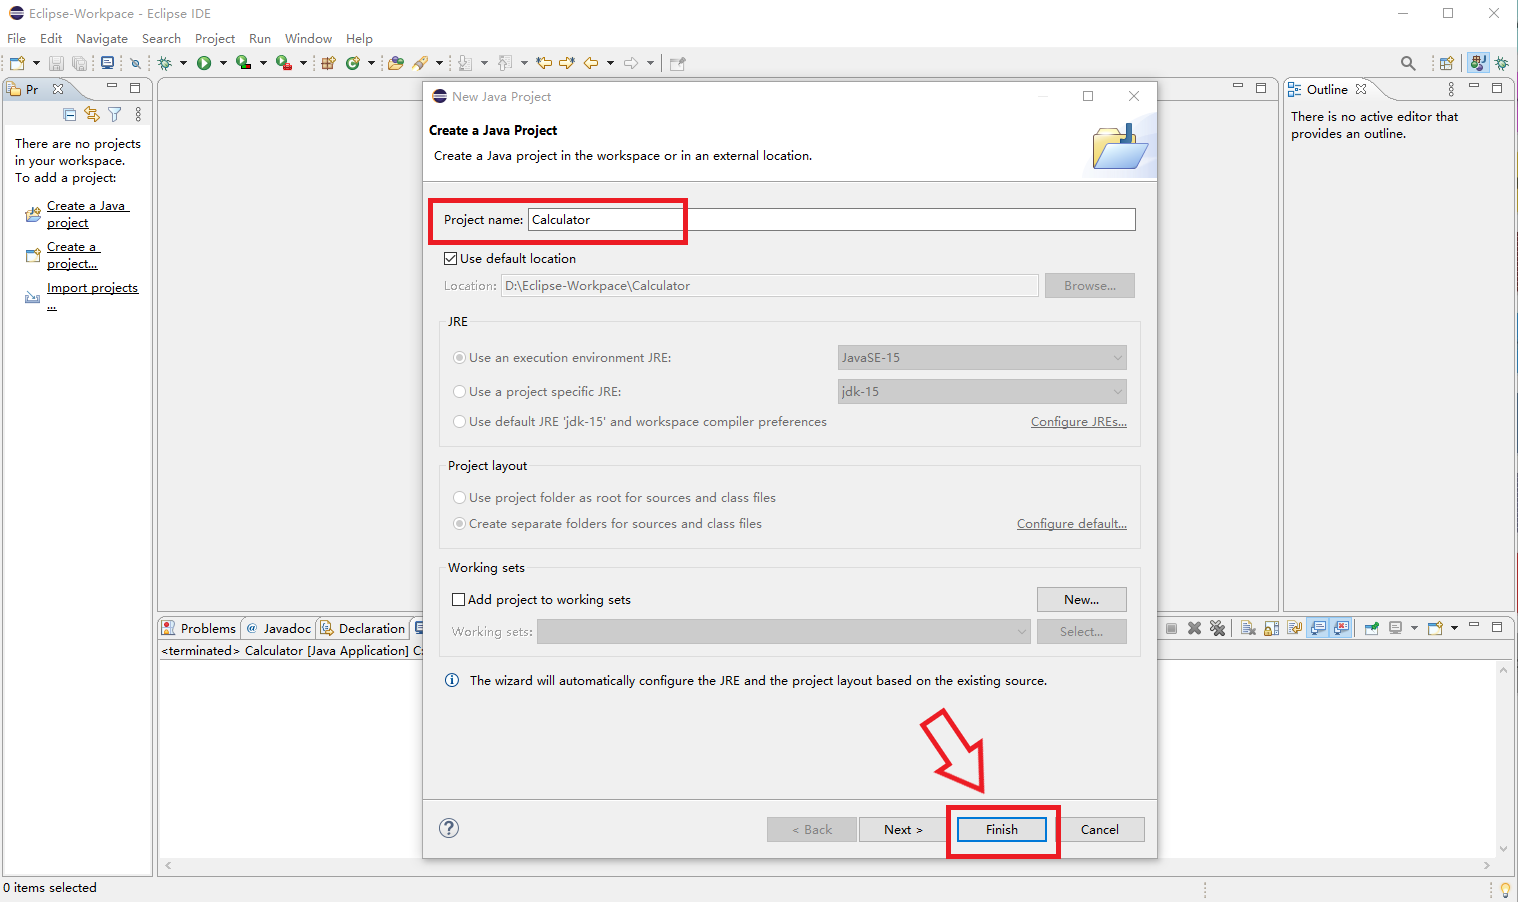 Eclipse-Workpace - Eclipse IDE
File Edit Navigate Search Project Run Window Help
Pr
There are no projects
in your workspace.
To add a project:
Create a Java
project
Create a
project...
Import projects
...
New Java Project
Create a Java Project
Create a Java project in the workspace or in an external location.
Project name: Calculator
Use default location
Location: D:\Eclipse-Workpace\Calculator Browse...
JRE
Use an execution environment JRE: JavaSE-15
Use a project specific JRE: jdk-15
Use default JRE 'jdk-15' and workspace compiler preferences Configure JREs...
Project layout
Use project folder as root for sources and class files
Create separate folders for sources and class files Configure default...
Working sets
Add project to working sets New...
Working sets: Select...
The wizard will automatically configure the JRE and the project layout based on the existing source.
< Back Next > Finish Cancel
Outline
There is no active editor that
provides an outline.
Problems @ Javadoc Declaration
<terminated> Calculator [Java Application] C:
0 items selected